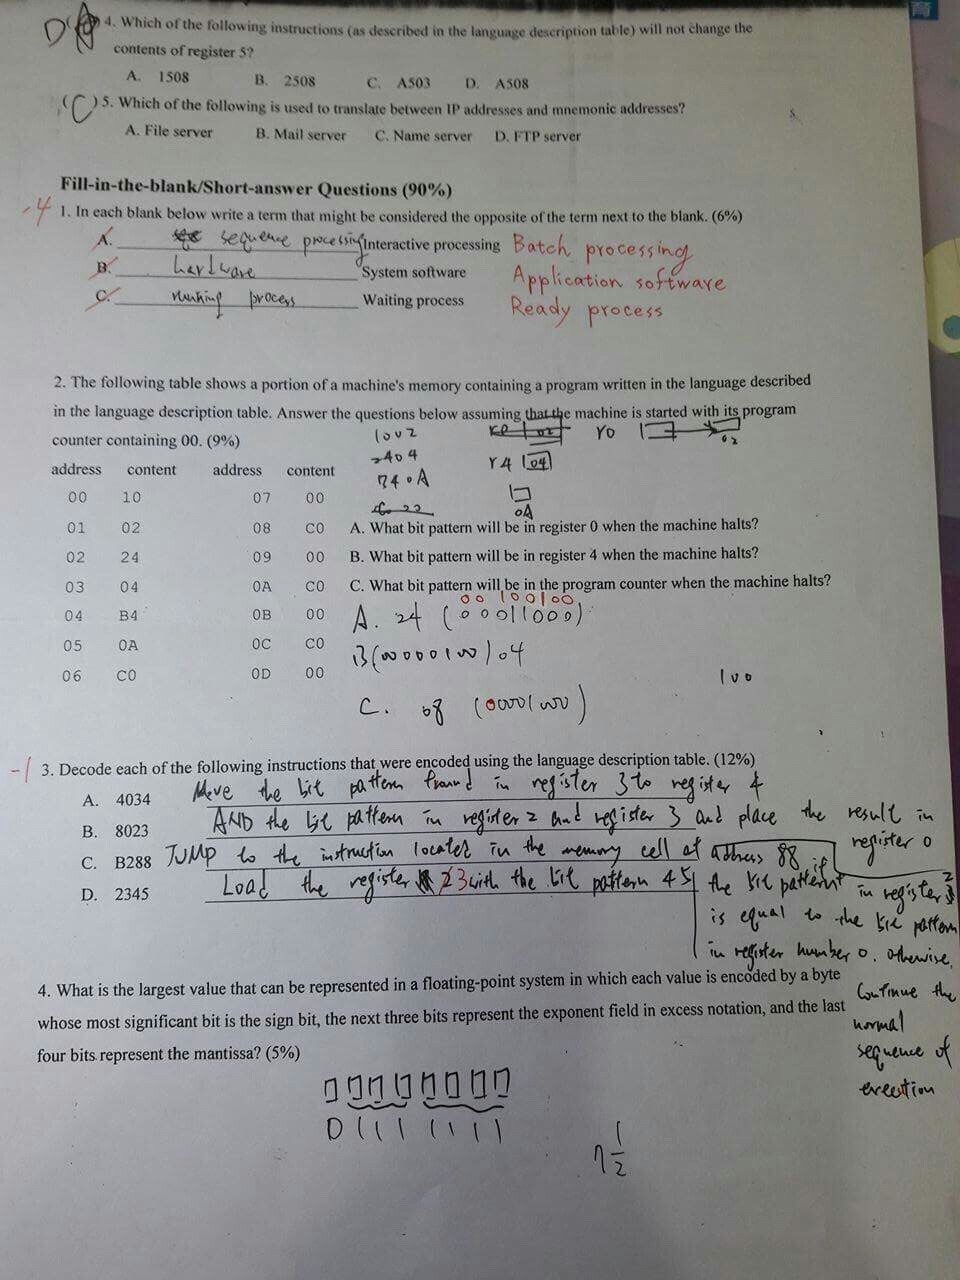 D 4. Which of the following instructions (as described in the language description table) will not change the
contents of register 5?
A. 1508 B. 2508 C. A503 D. A508
(C) 5. Which of the following is used to translate between IP addresses and mnemonic addresses?
A. File server B. Mail server C. Name server D. FTP server
Fill-in-the-blank/Short-answer Questions (90%)
-4 1. In each blank below write a term that might be considered the opposite of the term next to the blank. (6%)
A. sequence processing Interactive processing Batch processing
B. hardware System software Application software
C. running process Waiting process Ready process
2. The following table shows a portion of a machine's memory containing a program written in the language described
in the language description table. Answer the questions below assuming that the machine is started with its program
counter containing 00. (9%)
1002 r0 02
2404 r4 04
740A
0A
address content address content
00 10 07 00
01 02 08 C0 A. What bit pattern will be in register 0 when the machine halts?
02 24 09 00 B. What bit pattern will be in register 4 when the machine halts?
03 04 0A C0 C. What bit pattern will be in the program counter when the machine halts?
00 100100
04 B4 0B 00 A. 24 (00011000)
05 0A 0C C0 B(00000100) 04
06 C0 0D 00
100
C. 08
-1 3. Decode each of the following instructions that were encoded using the language description table. (12%)
A. 4034 Move the bit pattern found in register 3 to register 4
B. 8023 AND the bit pattern in register 2 and register 3 and place the result in
register 0
C. B288 JUMP to the instruction located in the memory cell at address 88 if
the bit pattern in register 2
is equal to the bit pattern
in register number 0. otherwise,
Continue the
normal
sequence of
D. 2345 Load the register 3 with the bit pattern 45
4. What is the largest value that can be represented in a floating-point system in which each value is encoded by a byte
whose most significant bit is the sign bit, the next three bits represent the exponent field in excess notation, and the last
four bits represent the mantissa? (5%)
0 111 1111
7 1/2